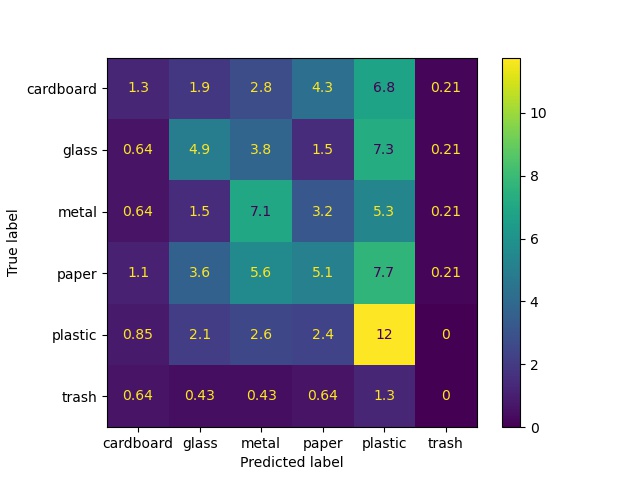 cardboard 1.3 1.9 2.8 4.3 6.8 0.21
glass 0.64 4.9 3.8 1.5 7.3 0.21
metal 0.64 1.5 7.1 3.2 5.3 0.21
paper 1.1 3.6 5.6 5.1 7.7 0.21
plastic 0.85 2.1 2.6 2.4 12 0
trash 0.64 0.43 0.43 0.64 1.3 0
cardboard glass metal paper plastic trash
Predicted label
True label
10
8
6
4
2
0